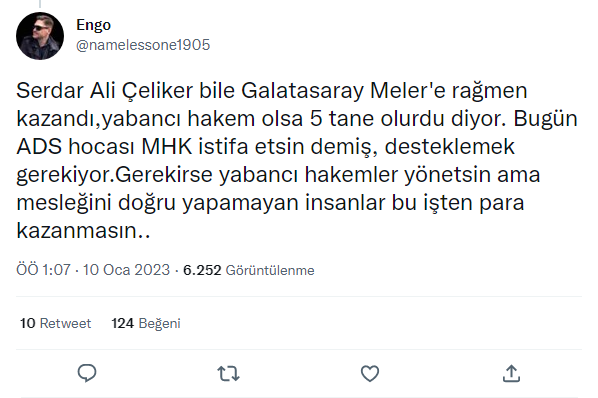 Engo
@namelessone1905
Serdar Ali Çeliker bile Galatasaray Meler'e rağmen
kazandı,yabancı hakem olsa 5 tane olurdu diyor. Bugün
ADS hocası MHK istifa etsin demiş, desteklemek
gerekiyor.Gerekirse yabancı hakemler yönetsin ama
mesleğini doğru yapamayan insanlar bu işten para
kazanmasın..
ÖÖ 1:07 · 10 Oca 2023 · 6.252 Görüntülenme
10 Retweet 124 Beğeni